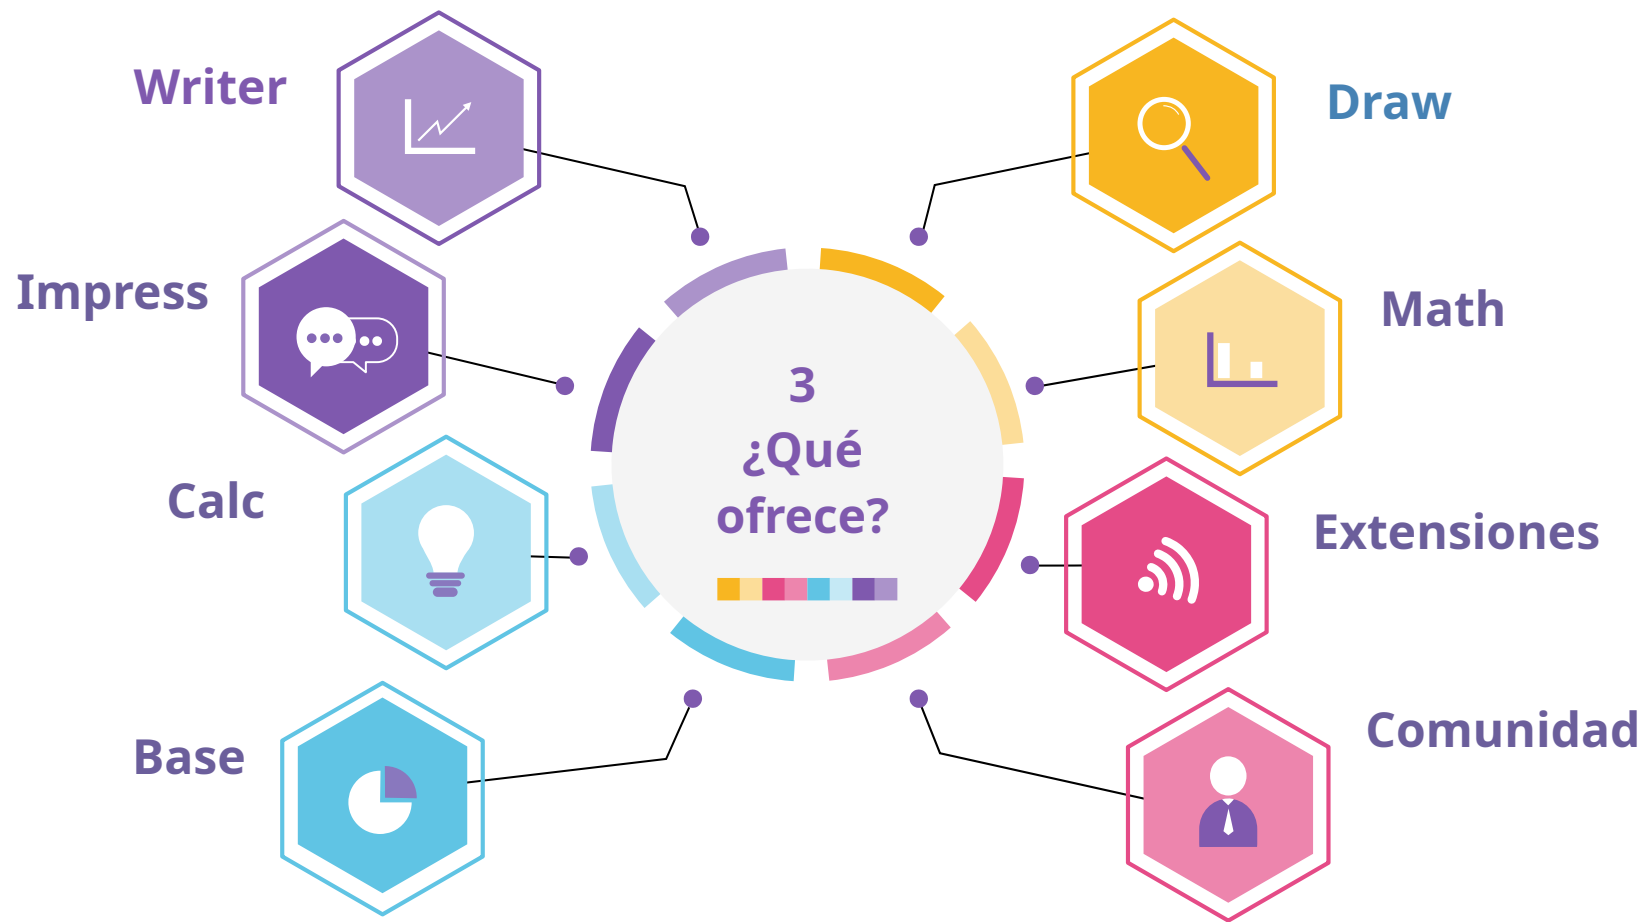 Writer
Impress
Calc
Base
3
¿Qué
ofrece?
Draw
Math
Extensiones
Comunidad